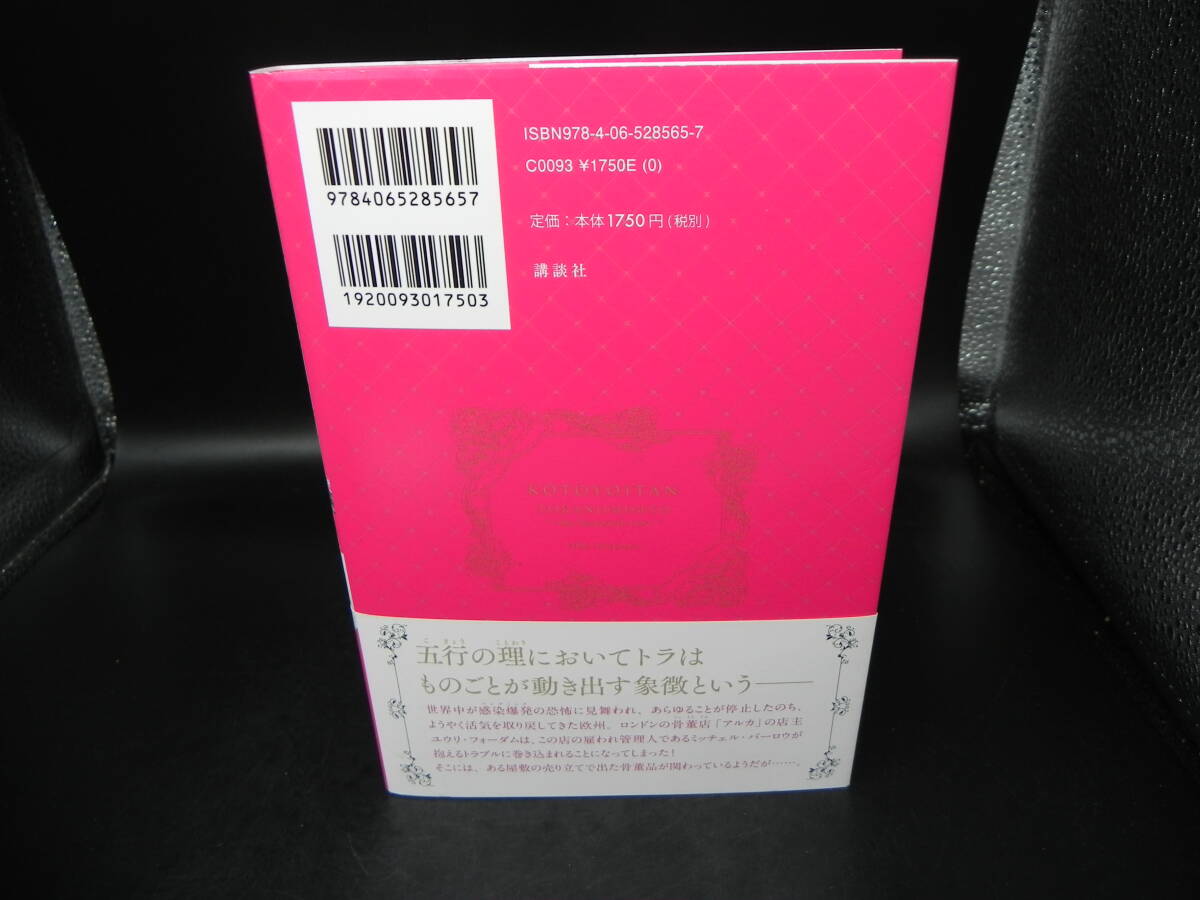 ISBN978-4-06-528565-7
C0093 ¥1750E (0)
9784065285657
定価：本体1750円(税別)
1920093017503
講談社
KOTOTOITAN
五行の理においてトラは
ものごとが動き出す象徴という――
世界中が感染爆発の恐怖に見舞われ、あらゆることが停止したのち、
ようやく活気を取り戻してきた欧州。ロンドンの骨董店「アルカ」の店主
ユウリ・フォーダムは、この店の雇われ管理人であるミッチェル・バーロウが
抱えるトラブルに巻き込まれることになってしまった！
そこには、ある屋敷の売り立てで出た骨董品が関わっているようだが……。